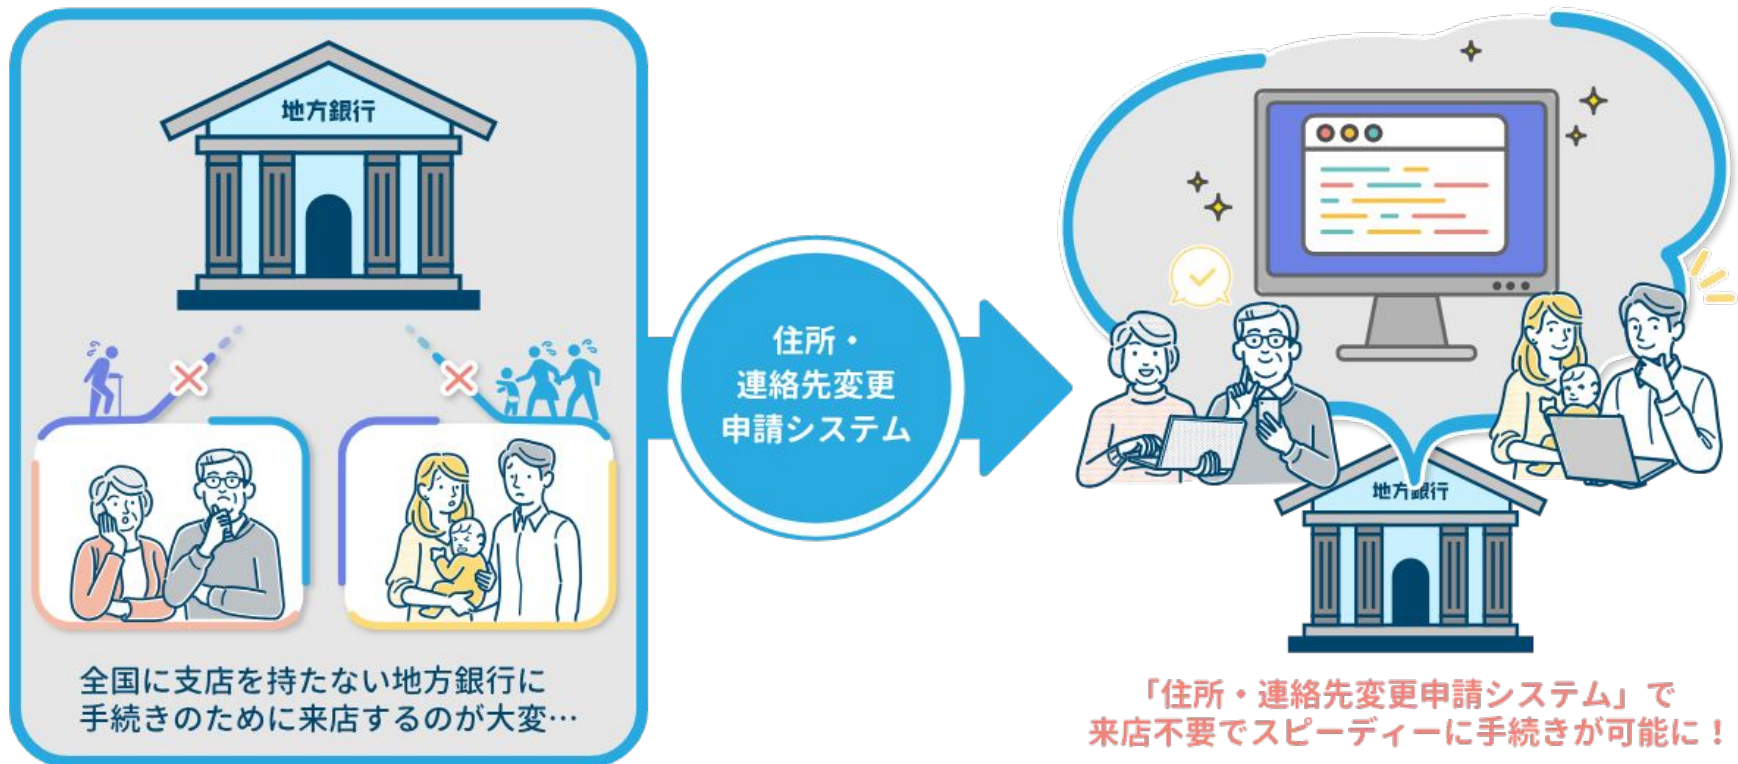 地方銀行
全国に支店を持たない地方銀行に
手続きのために来店するのが大変…
住所・
連絡先変更
申請システム
地方銀行
「住所・連絡先変更申請システム」で
来店不要でスピーディーに手続きが可能に！